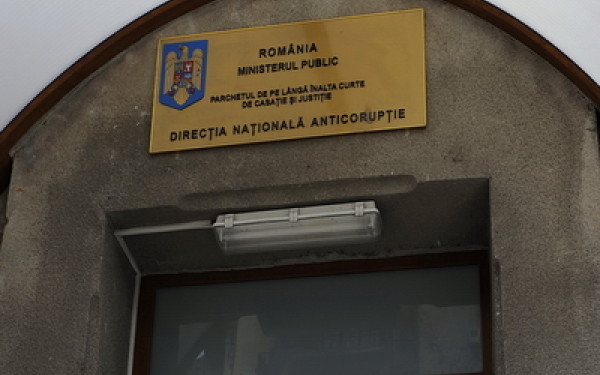 ROMÂNIA
MINISTERUL PUBLIC
PARCHETUL DE PE LÂNGĂ ÎNALTA CURTE
DE CASAȚIE ȘI JUSTIȚIE
DIRECȚIA NAȚIONALĂ ANTICORUPȚIE